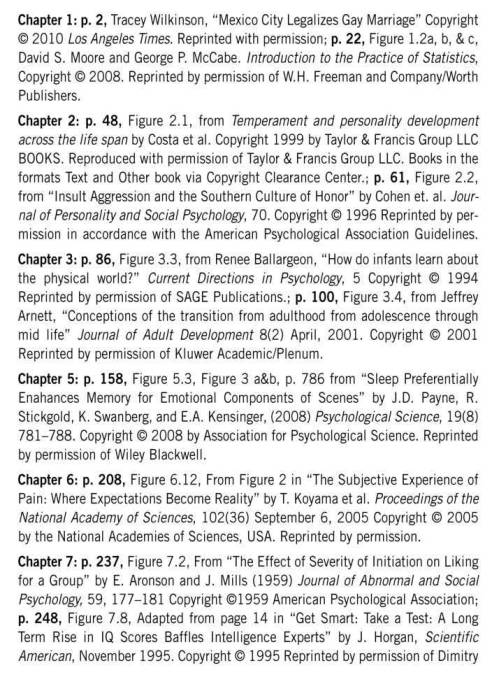 Chapter 1: p. 2, Tracey Wilkinson, “Mexico City Legalizes Gay Marriage” Copyright
© 2010 Los Angeles Times. Reprinted with permission; p. 22, Figure 1.2a, b, & c,
David S. Moore and George P. McCabe. Introduction to the Practice of Statistics,
Copyright © 2008. Reprinted by permission of W.H. Freeman and Company/Worth
Publishers.
Chapter 2: p. 48, Figure 2.1, from Temperament and personality development
across the life span by Costa et al. Copyright 1999 by Taylor & Francis Group LLC
BOOKS. Reproduced with permission of Taylor & Francis Group LLC. Books in the
formats Text and Other book via Copyright Clearance Center.; p. 61, Figure 2.2,
from “Insult Aggression and the Southern Culture of Honor” by Cohen et. al. Jour-
nal of Personality and Social Psychology, 70. Copyright © 1996 Reprinted by per-
mission in accordance with the American Psychological Association Guidelines.
Chapter 3: p. 86, Figure 3.3, from Renee Ballargeon, “How do infants learn about
the physical world?” Current Directions in Psychology, 5 Copyright © 1994
Reprinted by permission of SAGE Publications.; p. 100, Figure 3.4, from Jeffrey
Arnett, “Conceptions of the transition from adulthood from adolescence through
mid life” Journal of Adult Development 8(2) April, 2001. Copyright © 2001
Reprinted by permission of Kluwer Academic/Plenum.
Chapter 5: p. 158, Figure 5.3, Figure 3 a&b, p. 786 from “Sleep Preferentially
Enahances Memory for Emotional Components of Scenes” by J.D. Payne, R.
Stickgold, K. Swanberg, and E.A. Kensinger, (2008) Psychological Science, 19(8)
781–788. Copyright © 2008 by Association for Psychological Science. Reprinted
by permission of Wiley Blackwell.
Chapter 6: p. 208, Figure 6.12, From Figure 2 in “The Subjective Experience of
Pain: Where Expectations Become Reality” by T. Koyama et al. Proceedings of the
National Academy of Sciences, 102(36) September 6, 2005 Copyright © 2005
by the National Academies of Sciences, USA. Reprinted by permission.
Chapter 7: p. 237, Figure 7.2, From “The Effect of Severity of Initiation on Liking
for a Group” by E. Aronson and J. Mills (1959) Journal of Abnormal and Social
Psychology, 59, 177–181 Copyright ©1959 American Psychological Association;
p. 248, Figure 7.8, Adapted from page 14 in “Get Smart: Take a Test: A Long
Term Rise in IQ Scores Baffles Intelligence Experts” by J. Horgan, Scientific
American, November 1995. Copyright © 1995 Reprinted by permission of Dimitry